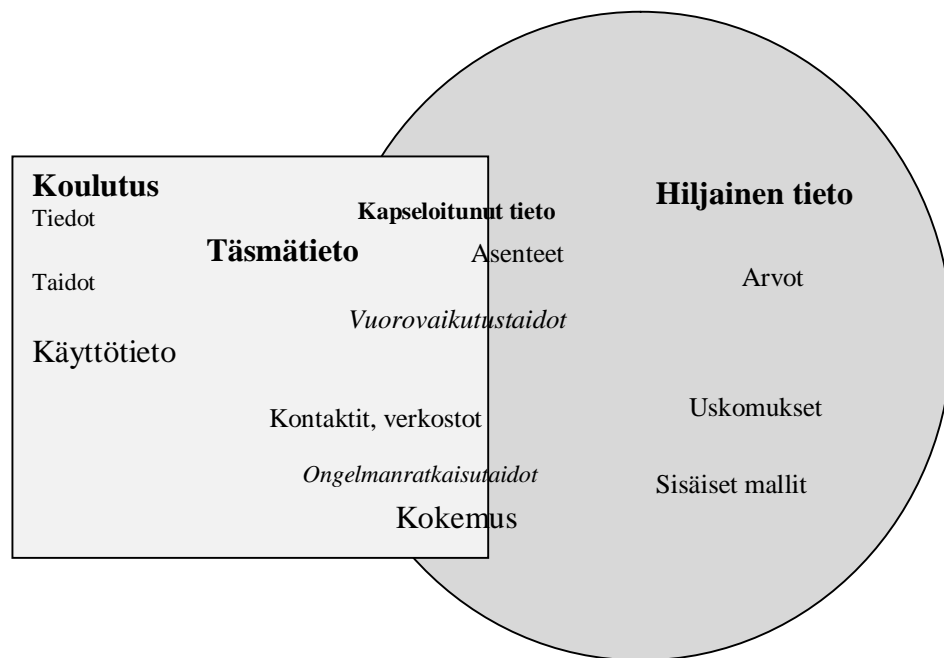 Koulutus
Tiedot
Kapseloitunut tieto
Hiljainen tieto
Täsmätieto
Asenteet
Taidot
Arvot
Vuorovaikutustaidot
Käyttötieto
Kontaktit, verkostot
Uskomukset
Ongelmanratkaisutaidot
Sisäiset mallit
Kokemus